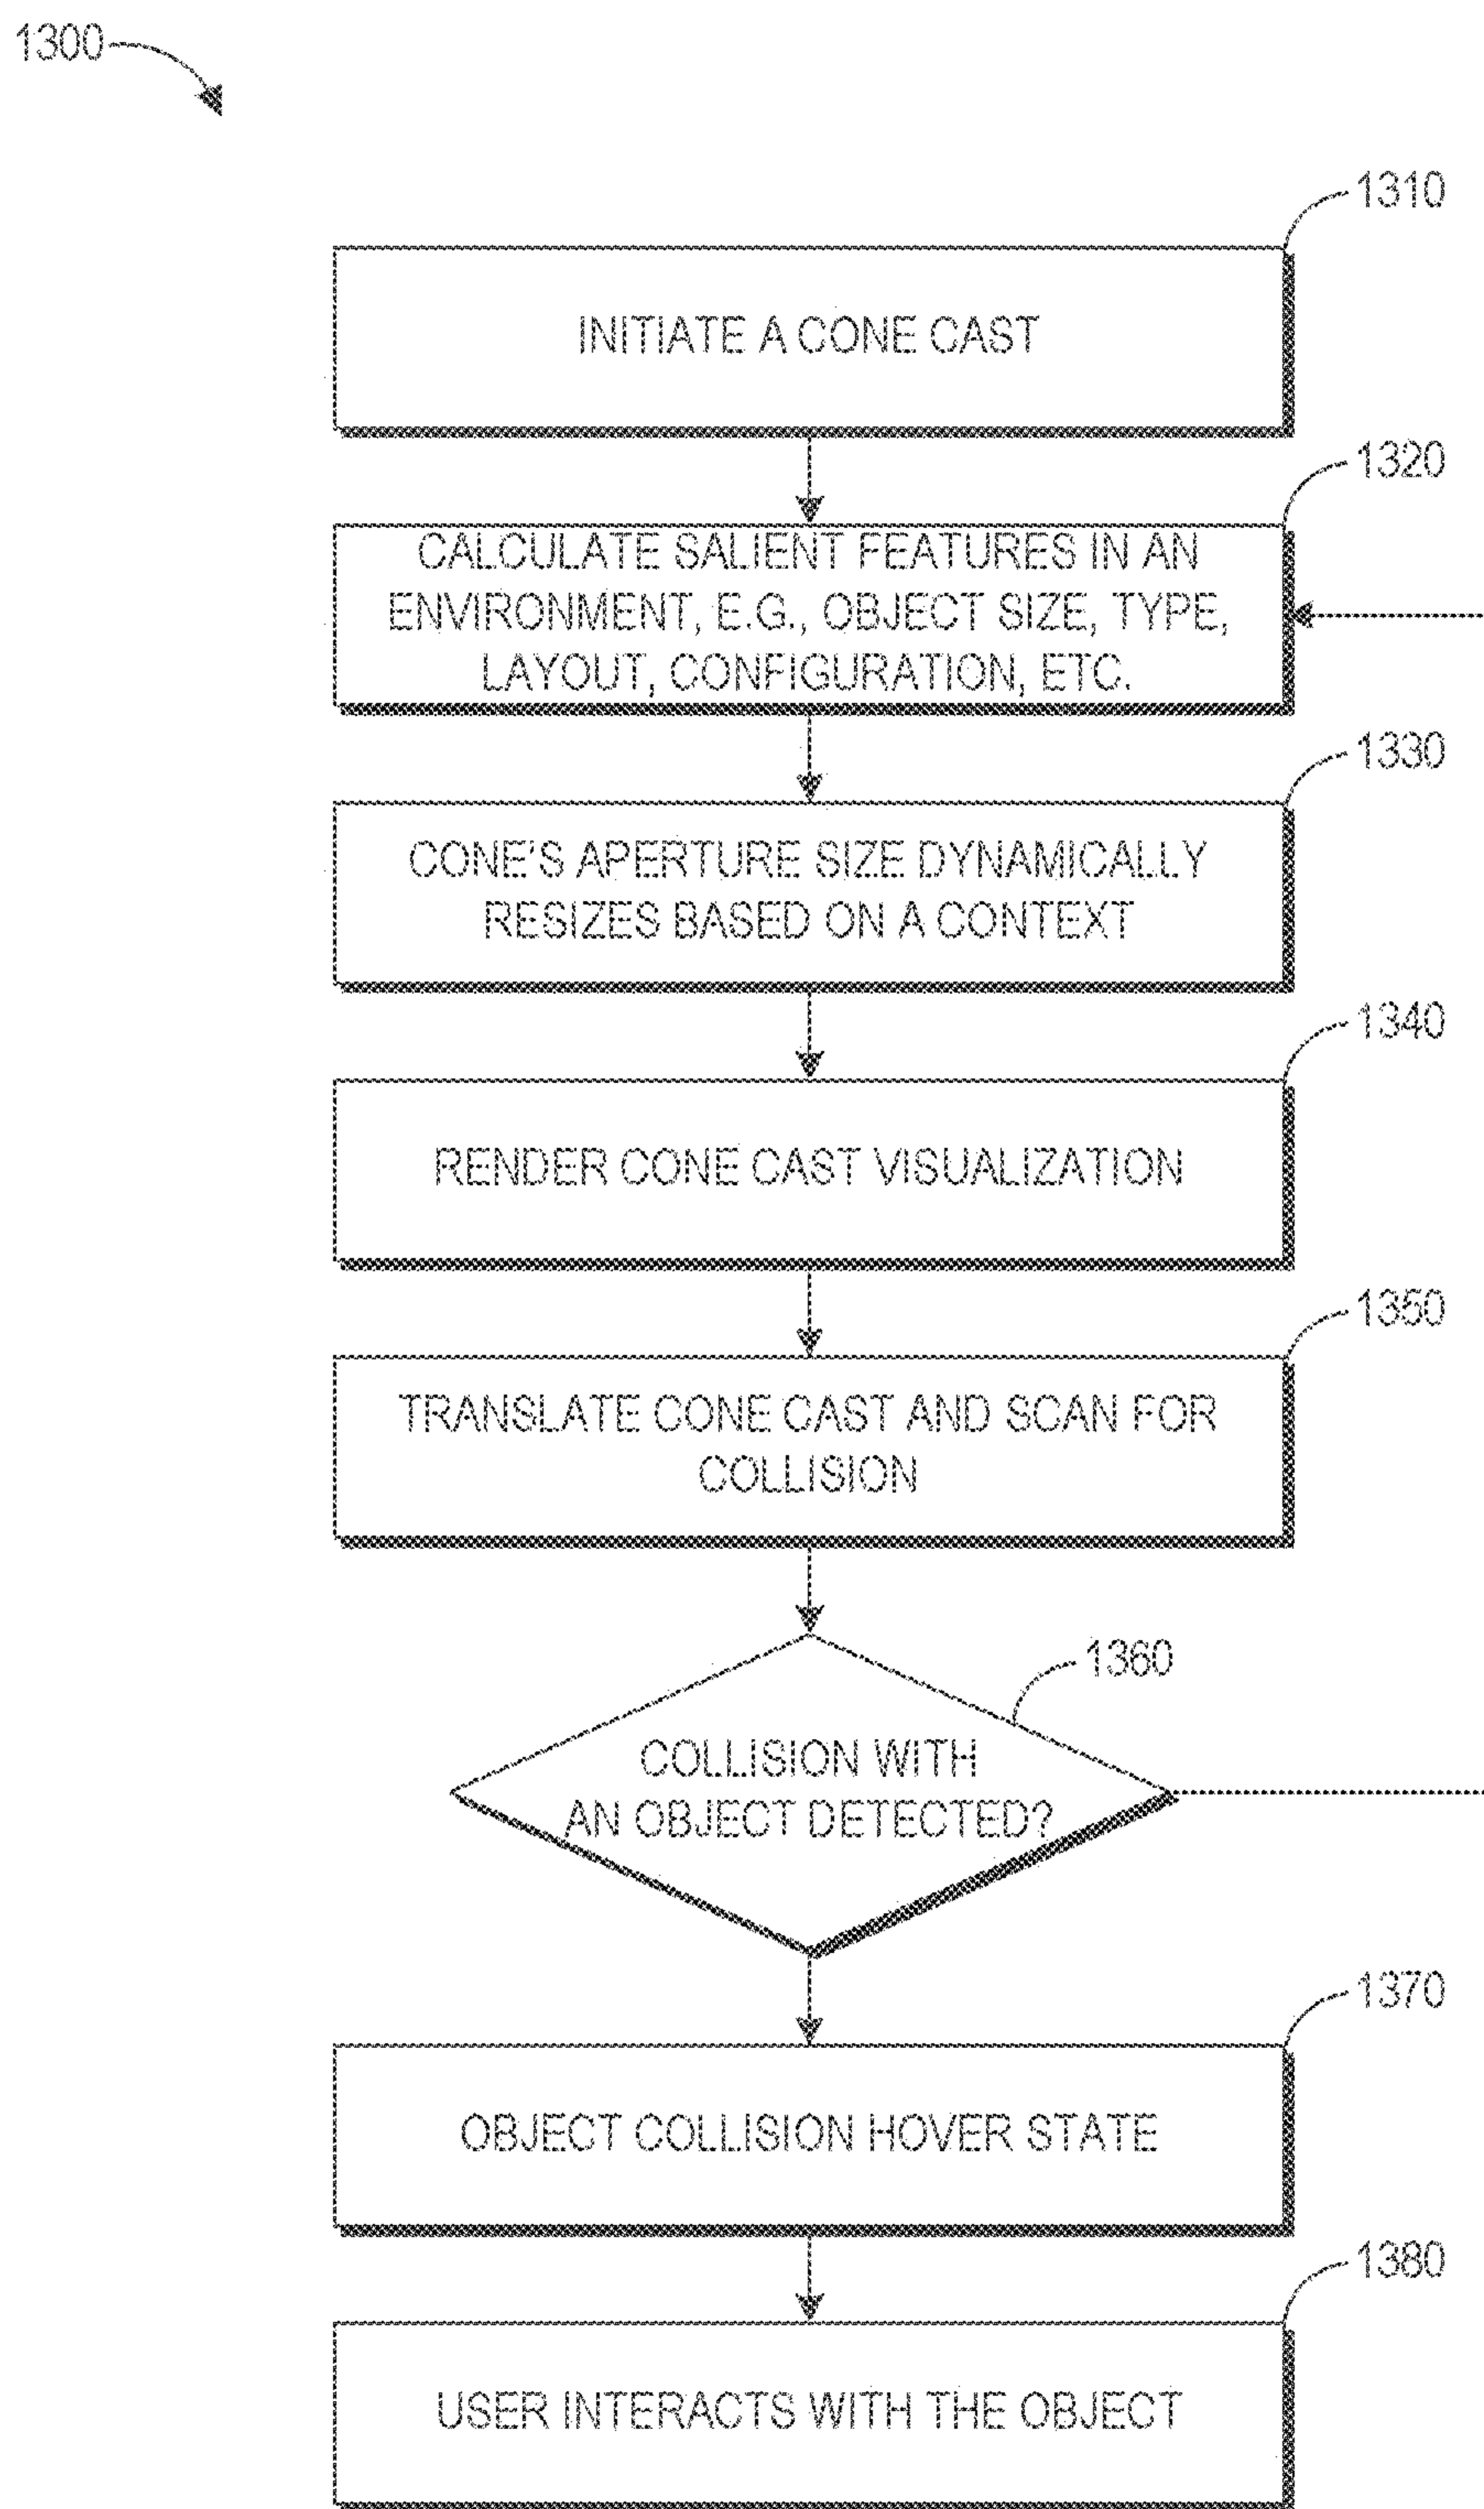 1300
1310
INITIATE A CONE CAST
1320
CALCULATE SALIENT FEATURES IN AN
ENVIRONMENT, E.G., OBJECT SIZE, TYPE,
LAYOUT, CONFIGURATION, ETC.
1330
CONE'S APERTURE SIZE DYNAMICALLY
RESIZES BASED ON A CONTEXT
1340
RENDER CONE CAST VISUALIZATION
1350
TRANSLATE CONE CAST AND SCAN FOR
COLLISION
1360
COLLISION WITH
AN OBJECT DETECTED?
1370
OBJECT COLLISION HOVER STATE
1380
USER INTERACTS WITH THE OBJECT